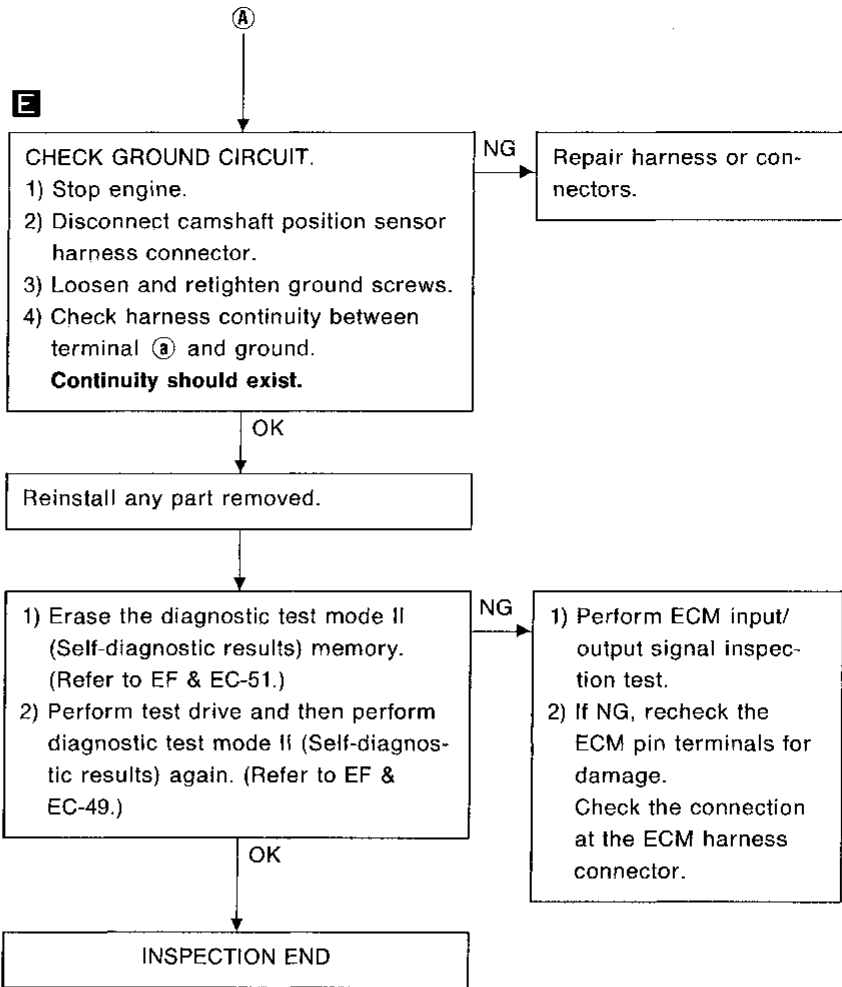 Ⓐ
E
CHECK GROUND CIRCUIT.
1) Stop engine.
2) Disconnect camshaft position sensor
harness connector.
3) Loosen and retighten ground screws.
4) Check harness continuity between
terminal ⓐ and ground.
Continuity should exist.
NG
Repair harness or con-
nectors.
OK
Reinstall any part removed.
1) Erase the diagnostic test mode II
(Self-diagnostic results) memory.
(Refer to EF & EC-51.)
2) Perform test drive and then perform
diagnostic test mode II (Self-diagnos-
tic results) again. (Refer to EF &
EC-49.)
NG
1) Perform ECM input/
output signal inspec-
tion test.
2) If NG, recheck the
ECM pin terminals for
damage.
Check the connection
at the ECM harness
connector.
OK
INSPECTION END